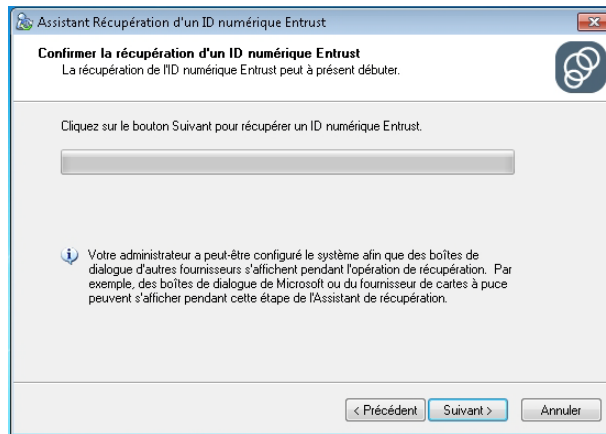 Assistant Récupération d'un ID numérique Entrust
Confirmer la récupération d'un ID numérique Entrust
La récupération de l'ID numérique Entrust peut à présent débuter.
Cliquez sur le bouton Suivant pour récupérer un ID numérique Entrust.
Votre administrateur a peut-être configuré le système afin que des boîtes de
dialogue d'autres fournisseurs s'affichent pendant l'opération de récupération. Par
exemple, des boîtes de dialogue de Microsoft ou du fournisseur de cartes à puce
peuvent s'afficher pendant cette étape de l'Assistant de récupération.
< Précédent Suivant > Annuler